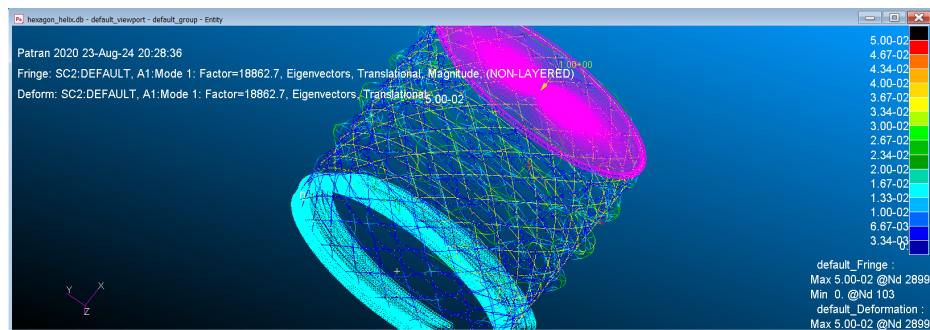 hexagon_helix.db - default_viewport - default_group - Entity
Patran 2020 23-Aug-24 20:28:36
Fringe: SC2:DEFAULT, A1:Mode 1: Factor=18862.7, Eigenvectors, Translational, Magnitude, (NON-LAYERED)
Deform: SC2:DEFAULT, A1:Mode 1: Factor=18862.7, Eigenvectors, Translational,
1.00+00
5.00-02
5.00-02
4.67-02
4.34-02
4.00-02
3.67-02
3.34-02
3.00-02
2.67-02
2.34-02
2.00-02
1.67-02
1.33-02
1.00-02
6.67-03
3.34-03
0.
default_Fringe :
Max 5.00-02 @Nd 2899
Min 0. @Nd 103
default_Deformation :
Max 5.00-02 @Nd 2899
Y
X
Z